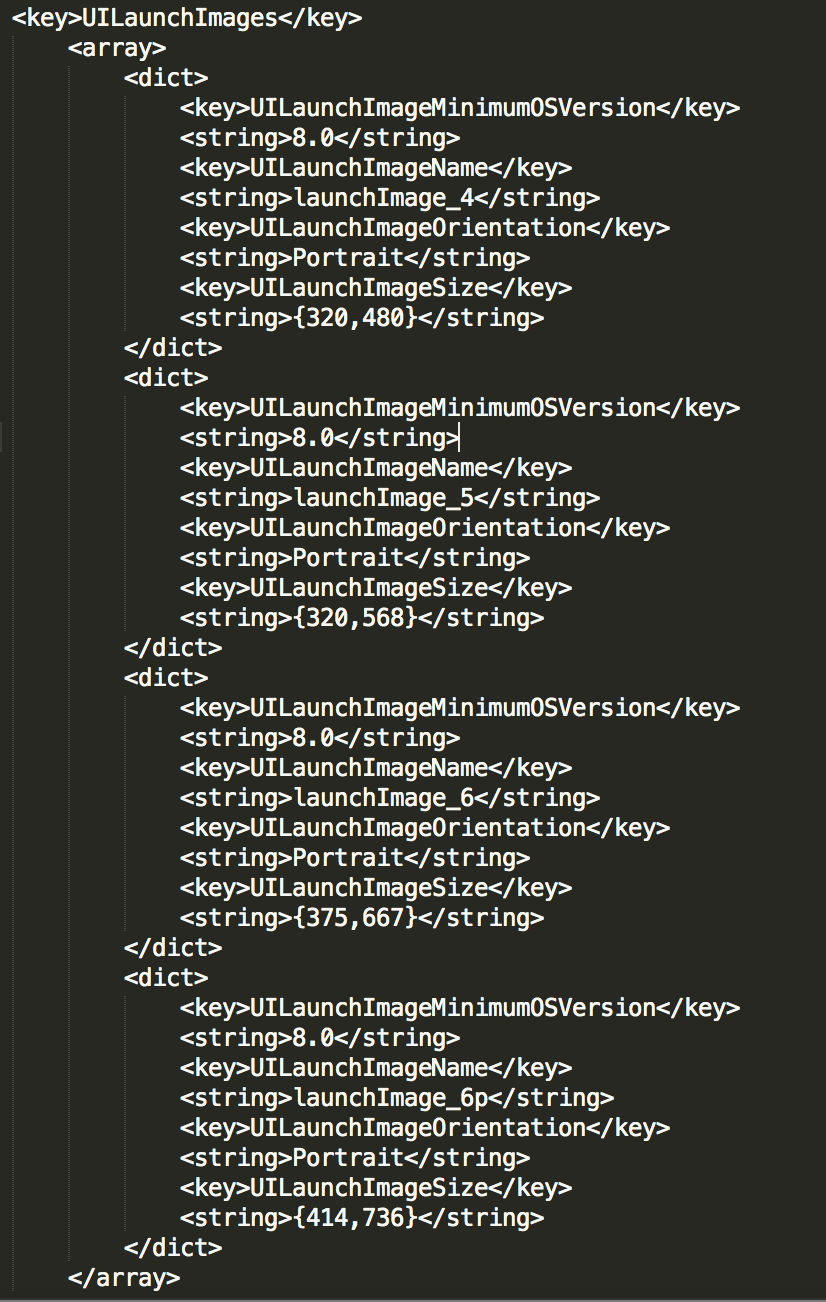 <key>UILaunchImages</key>
<array>
<dict>
<key>UILaunchImageMinimumOSVersion</key>
<string>8.0</string>
<key>UILaunchImageName</key>
<string>launchImage_4</string>
<key>UILaunchImageOrientation</key>
<string>Portrait</string>
<key>UILaunchImageSize</key>
<string>{320,480}</string>
</dict>
<dict>
<key>UILaunchImageMinimumOSVersion</key>
<string>8.0</string>
<key>UILaunchImageName</key>
<string>launchImage_5</string>
<key>UILaunchImageOrientation</key>
<string>Portrait</string>
<key>UILaunchImageSize</key>
<string>{320,568}</string>
</dict>
<dict>
<key>UILaunchImageMinimumOSVersion</key>
<string>8.0</string>
<key>UILaunchImageName</key>
<string>launchImage_6</string>
<key>UILaunchImageOrientation</key>
<string>Portrait</string>
<key>UILaunchImageSize</key>
<string>{375,667}</string>
</dict>
<dict>
<key>UILaunchImageMinimumOSVersion</key>
<string>8.0</string>
<key>UILaunchImageName</key>
<string>launchImage_6p</string>
<key>UILaunchImageOrientation</key>
<string>Portrait</string>
<key>UILaunchImageSize</key>
<string>{414,736}</string>
</dict>
</array>